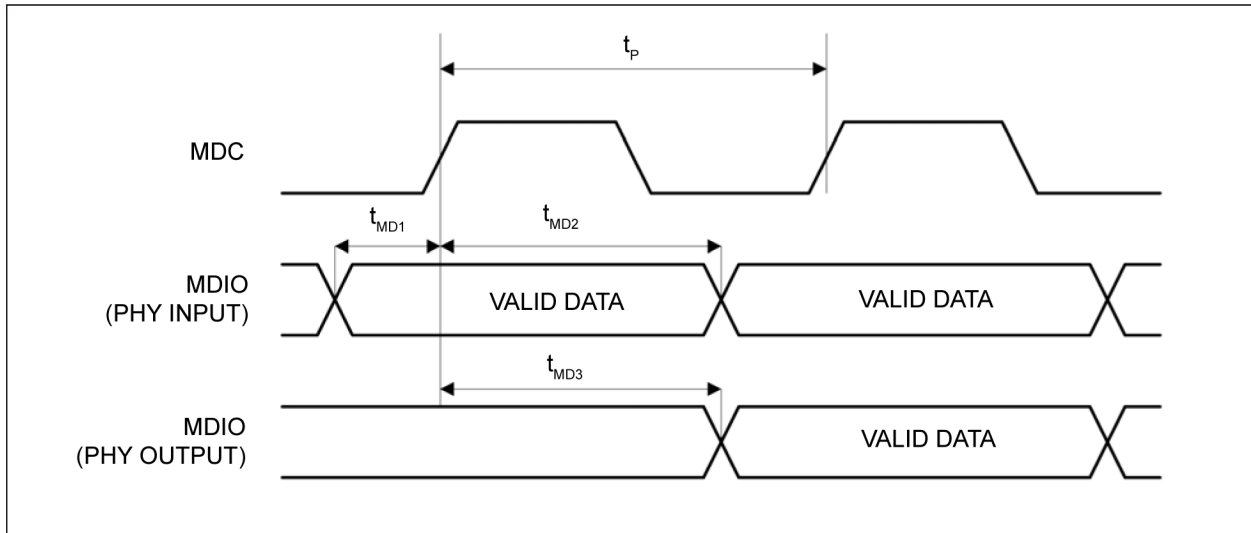 tP
MDC
tMD1
tMD2
MDIO
(PHY INPUT)
VALID DATA
VALID DATA
tMD3
MDIO
(PHY OUTPUT)
VALID DATA